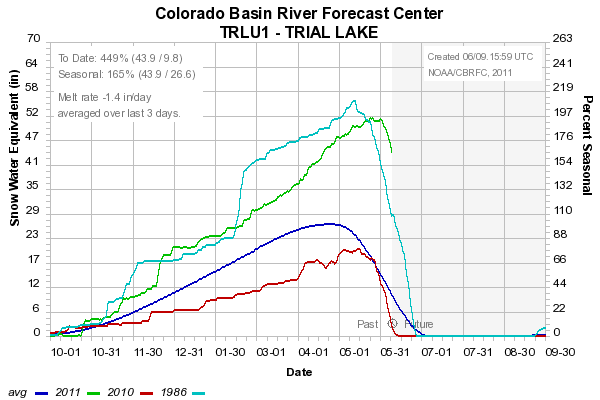 Colorado Basin River Forecast Center
TRLU1 - TRIAL LAKE
To Date: 449% (43.9 / 9.8)
Seasonal: 165% (43.9 / 26.6)
Melt rate -1.4 in/day
averaged over last 3 days.
Created 06/09.15:59 UTC
NOAA/CBRFC, 2011
Snow Water Equivalent (in)
70
64
58
52
47
41
35
29
23
17
12
6
0
Percent Seasonal
263
241
219
197
176
154
132
110
88
66
44
22
0
Past Future
10-01 10-31 11-30 12-31 01-30 03-01 04-01 05-01 05-31 07-01 07-31 08-30 09-30
Date
avg 2011 2010 1986